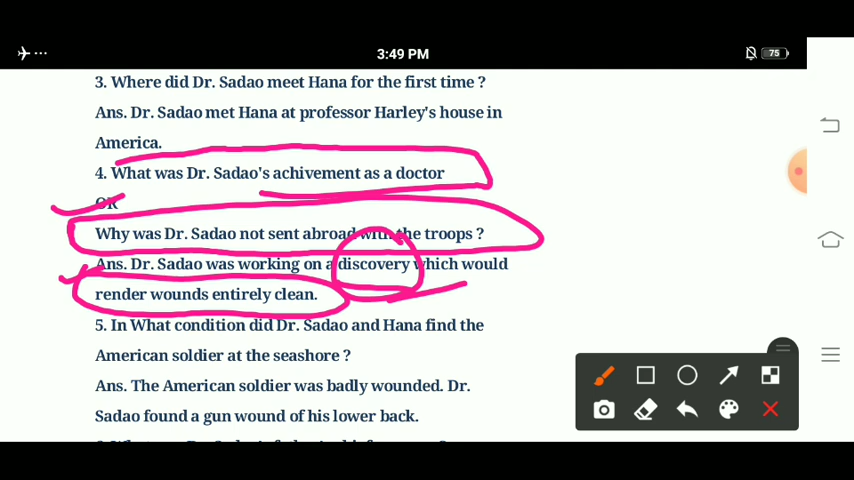 3:49 PM
75
3. Where did Dr. Sadao meet Hana for the first time ?
Ans. Dr. Sadao met Hana at professor Harley's house in
America.
4. What was Dr. Sadao's achivement as a doctor
OR
Why was Dr. Sadao not sent abroad with the troops ?
Ans. Dr. Sadao was working on a discovery which would
render wounds entirely clean.
5. In What condition did Dr. Sadao and Hana find the
American soldier at the seashore ?
Ans. The American soldier was badly wounded. Dr.
Sadao found a gun wound of his lower back.